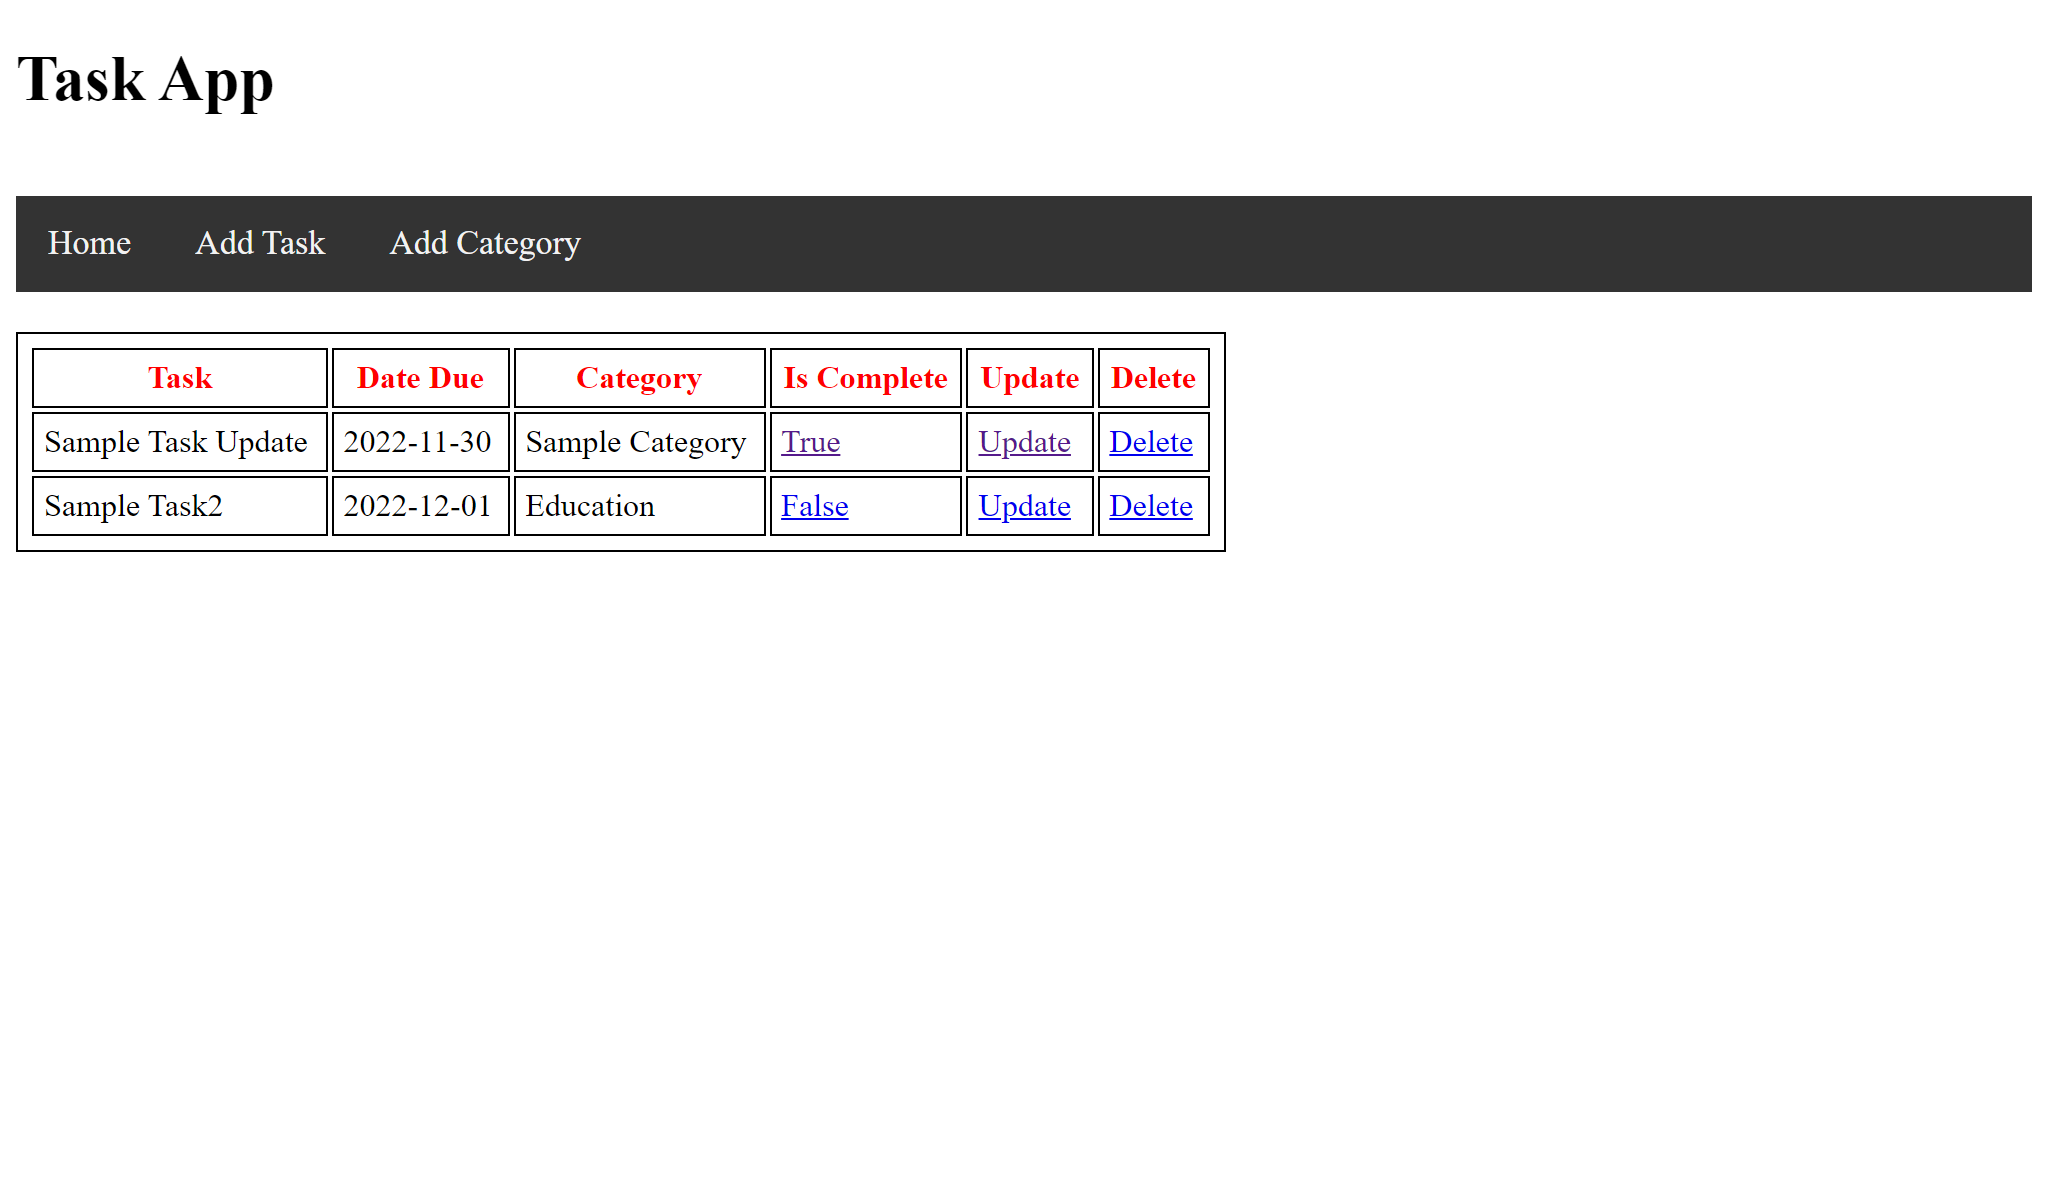 Task App
Home Add Task Add Category
Task Date Due Category Is Complete Update Delete
Sample Task Update 2022-11-30 Sample Category True Update Delete
Sample Task2 2022-12-01 Education False Update Delete